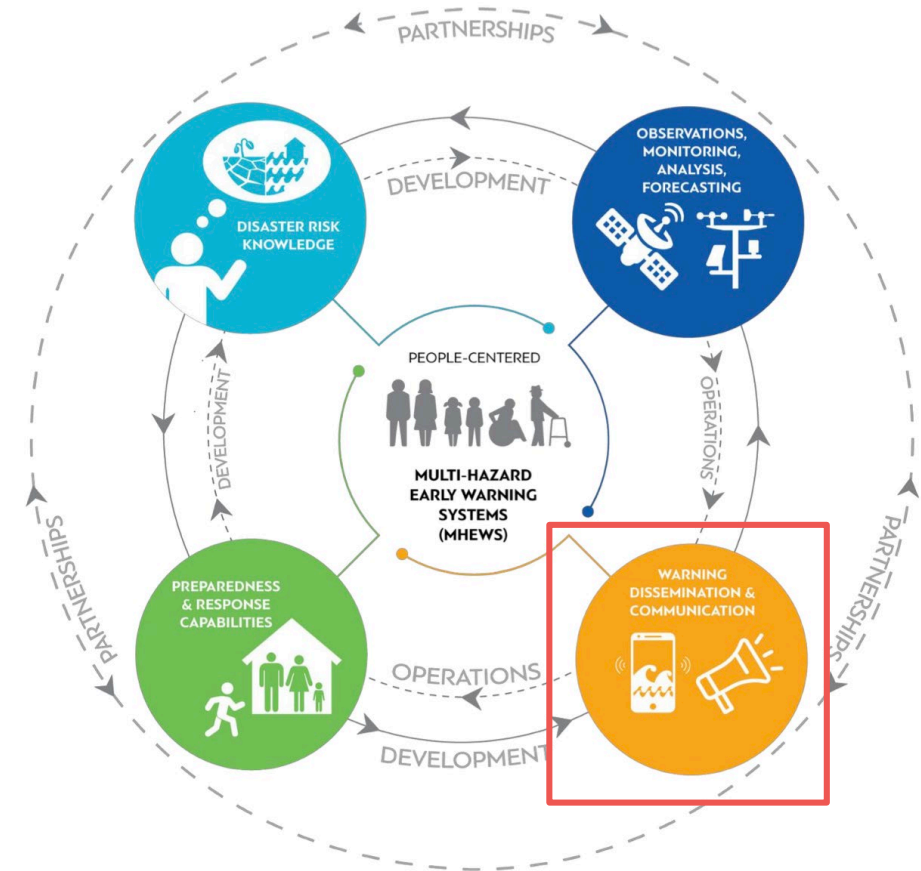 PARTNERSHIPS
DISASTER RISK
KNOWLEDGE
DEVELOPMENT
OBSERVATIONS,
MONITORING,
ANALYSIS,
FORECASTING
PEOPLE-CENTERED
MULTI-HAZARD
EARLY WARNING
SYSTEMS
(MHEWS)
DEVELOPMENT
OPERATIONS
PARTNERSHIPS
PARTNERSHIPS
PREPAREDNESS
& RESPONSE
CAPABILITIES
OPERATIONS
DEVELOPMENT
WARNING
DISSEMINATION &
COMMUNICATION